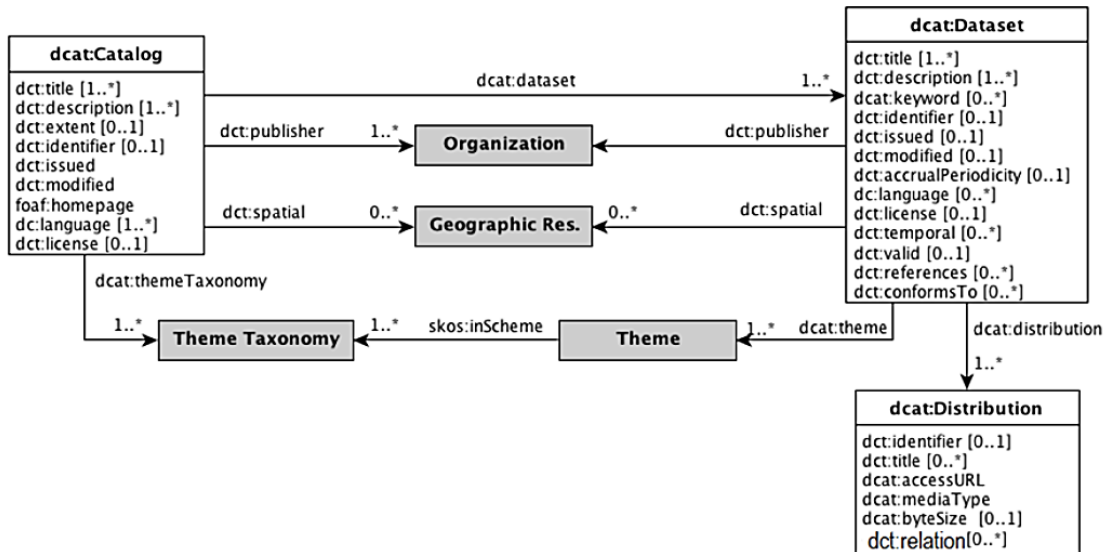 dcat:Catalog
dct:title [1..*]
dct:description [1..*]
dct:extent [0..1]
dct:identifier [0..1]
dct:issued
dct:modified
foaf:homepage
dc:language [1..*]
dct:license [0..1]
dcat:dataset
1..*
dct:publisher
1..*
Organization
dct:publisher
dct:spatial
0..*
Geographic Res.
0..*
dct:spatial
dcat:Dataset
dct:title [1..*]
dct:description [1..*]
dcat:keyword [0..*]
dct:identifier [0..1]
dct:issued [0..1]
dct:modified [0..1]
dct:accrualPeriodicity [0..1]
dc:language [0..*]
dct:license [0..1]
dct:temporal [0..*]
dct:valid [0..1]
dct:references [0..*]
dct:conformsTo [0..*]
dcat:themeTaxonomy
1..*
Theme Taxonomy
1..*
skos:inScheme
Theme
1..*
dcat:theme
dcat:distribution
1..*
dcat:Distribution
dct:identifier [0..1]
dct:title [0..*]
dcat:accessURL
dcat:mediaType
dcat:byteSize [0..1]
dct:relation[0..*]